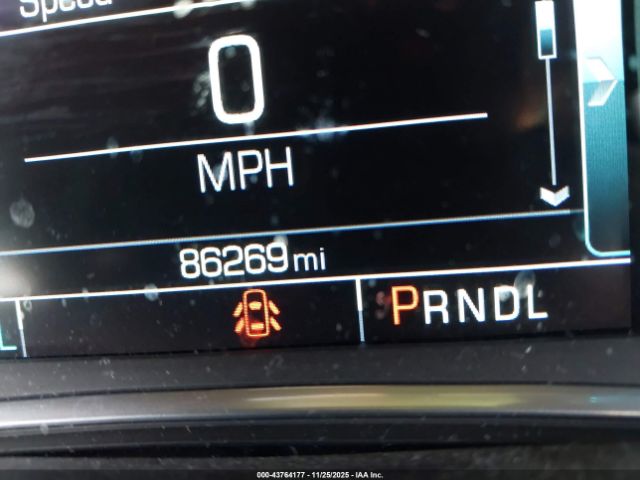 Speed
0
MPH
86269 mi
L
PRNDL
000-43764177 - 11/25/2025 - IAA Inc.